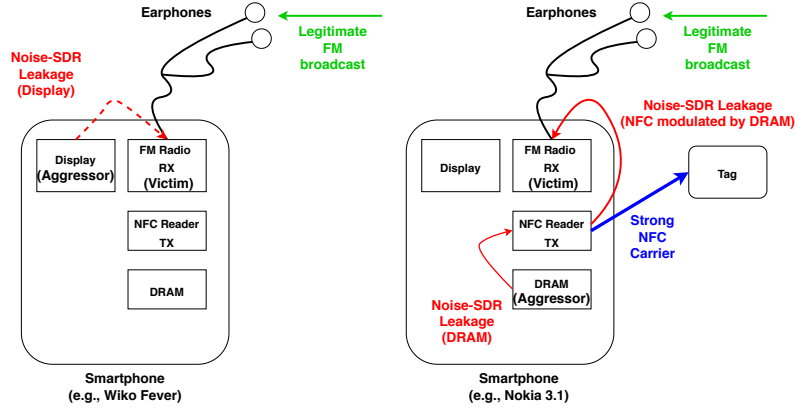 Earphones
Legitimate
FM
broadcast
Noise-SDR
Leakage
(Display)
Display
(Aggressor)
FM Radio
RX
(Victim)
NFC Reader
TX
DRAM
Smartphone
(e.g., Wiko Fever)
Earphones
Legitimate
FM
broadcast
Noise-SDR Leakage
(NFC modulated by DRAM)
Display
FM Radio
RX
(Victim)
Tag
NFC Reader
TX
Strong
NFC
Carrier
DRAM
(Aggressor)
Noise-SDR
Leakage
(DRAM)
Smartphone
(e.g., Nokia 3.1)